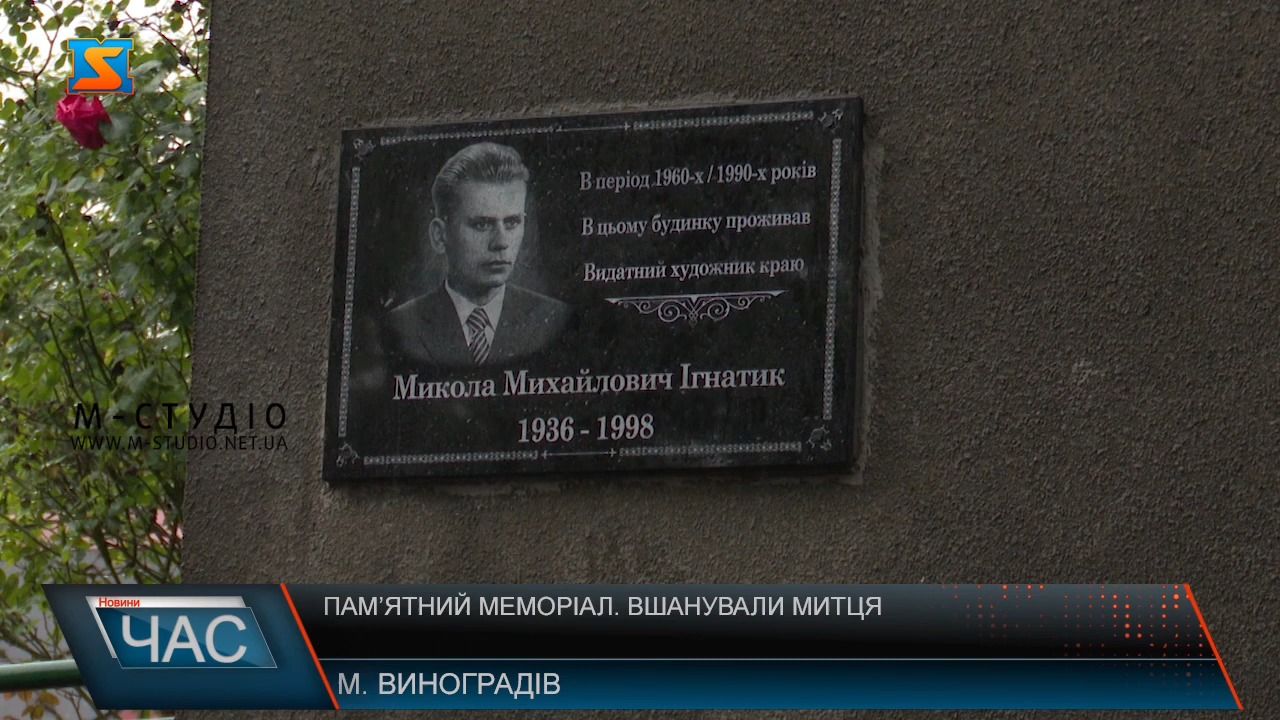 В період 1960-х / 1990-х років
В цьому будинку проживав
Видатний художник краю
Микола Михайлович Ігнатик
1936 - 1998
М-СТУДІО
WWW.M-STUDIO.NET.UA
Новини
ЧАС
ПАМ’ЯТНИЙ МЕМОРІАЛ. ВШАНУВАЛИ МИТЦЯ
М. ВИНОГРАДІВ